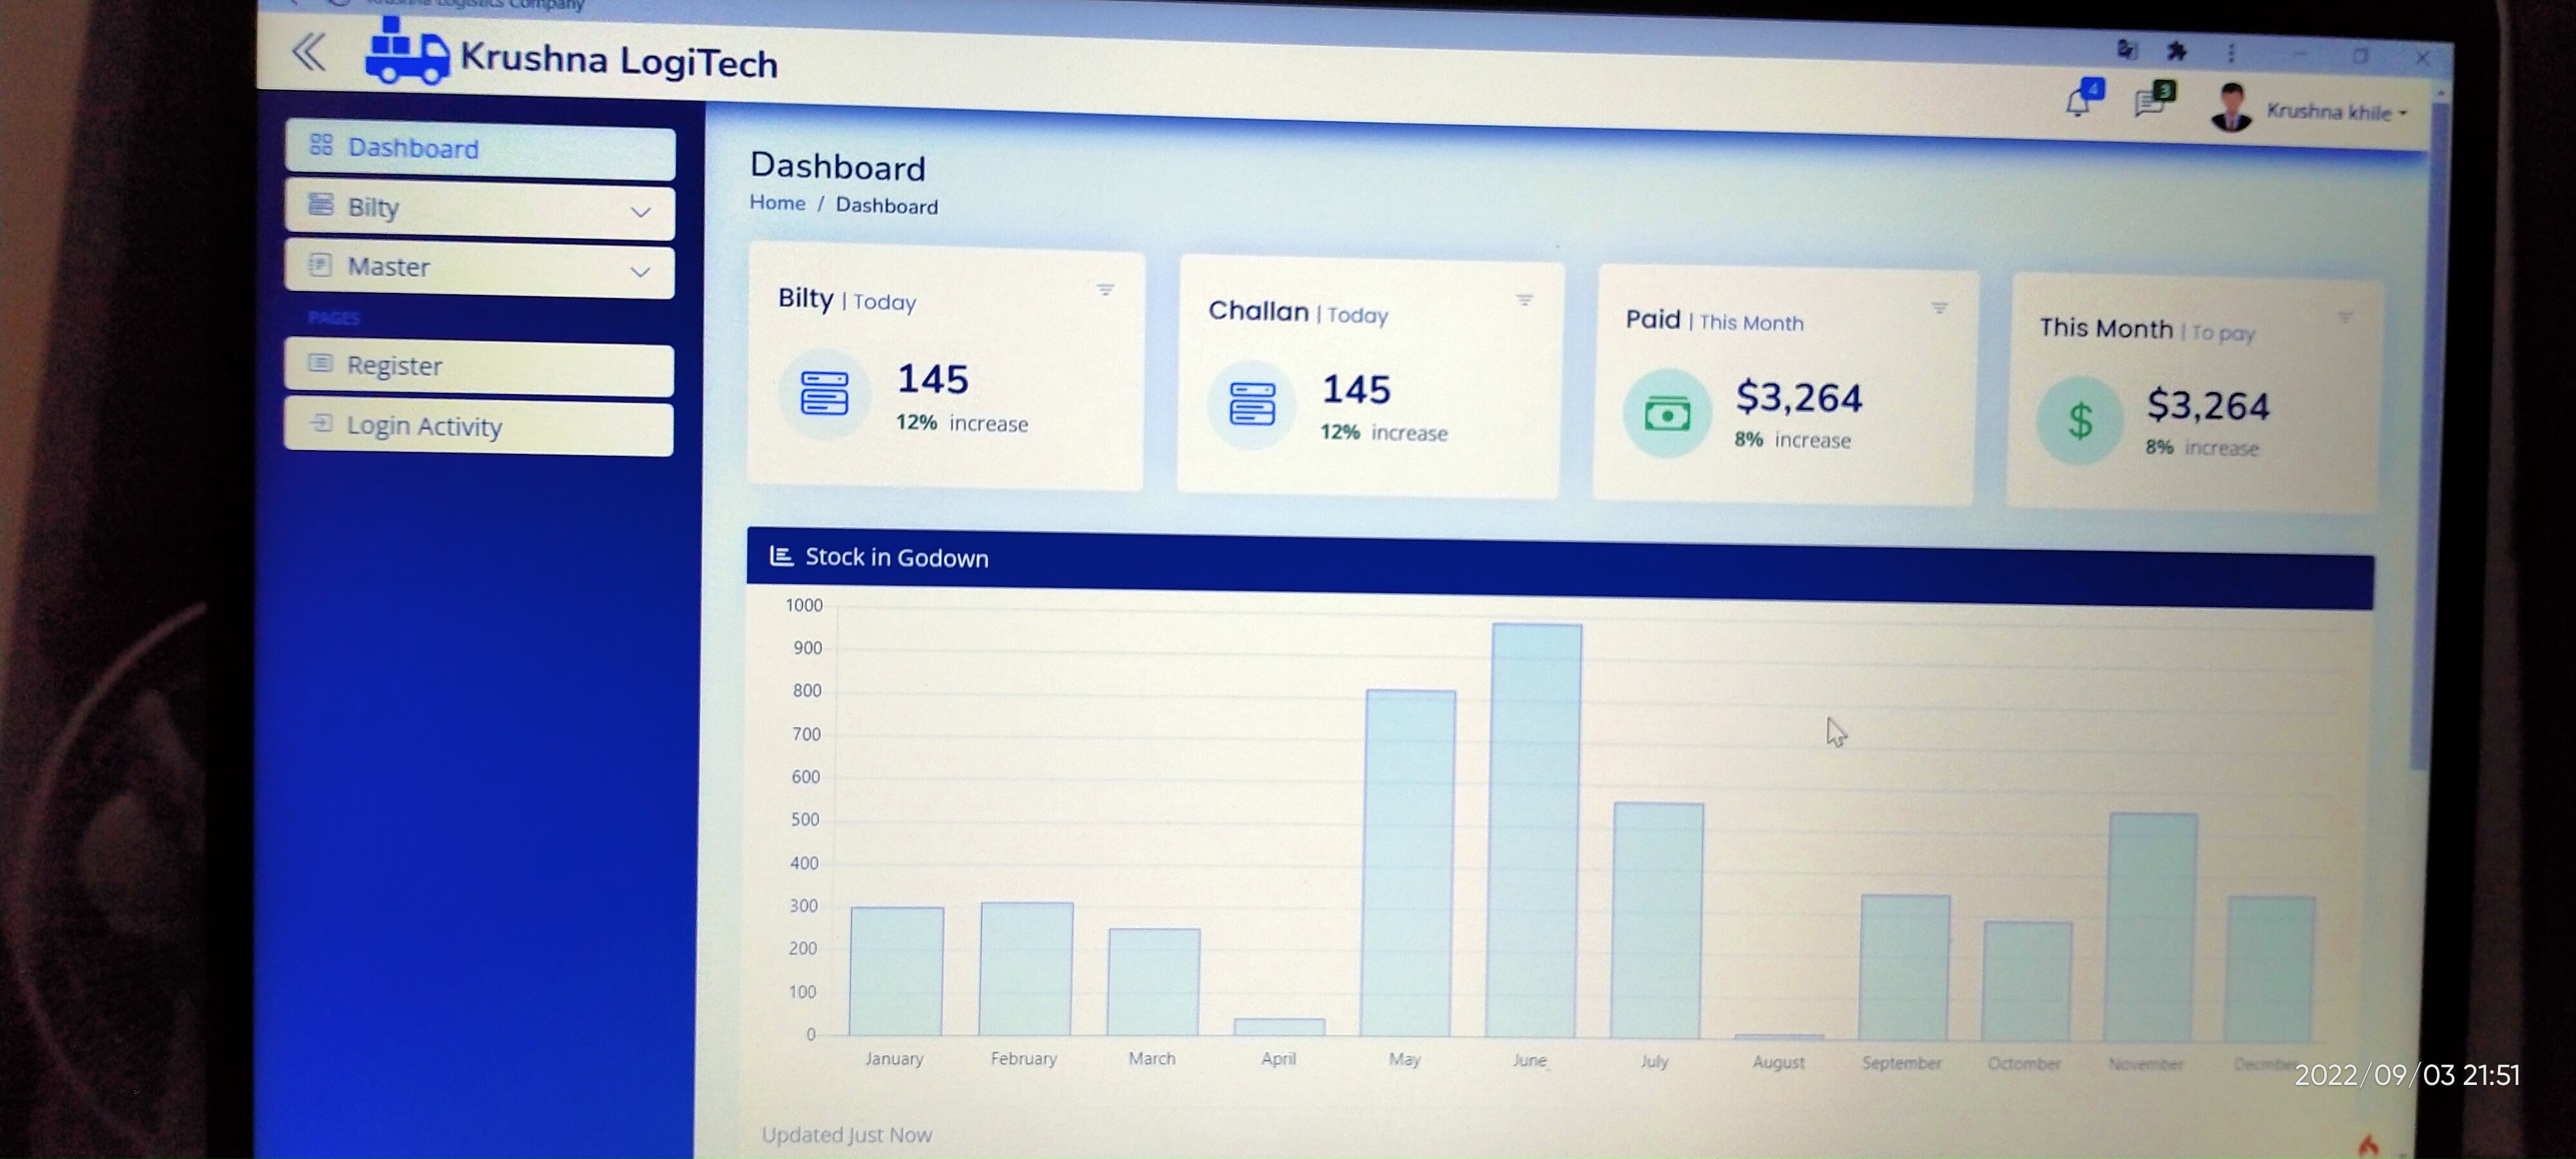 Krushna Logistics Company
Krushna LogiTech
4
3
Krushna khile
Dashboard
Bilty
Master
PAGES
Register
Login Activity
Dashboard
Home / Dashboard
Bilty | Today
145
12% increase
Challan | Today
145
12% increase
Paid | This Month
$3,264
8% increase
This Month | To pay
$3,264
8% increase
Stock in Godown
1000
900
800
700
600
500
400
300
200
100
0
January February March April May June July August September Octomber November Decmber
Updated Just Now
2022/09/03 21:51